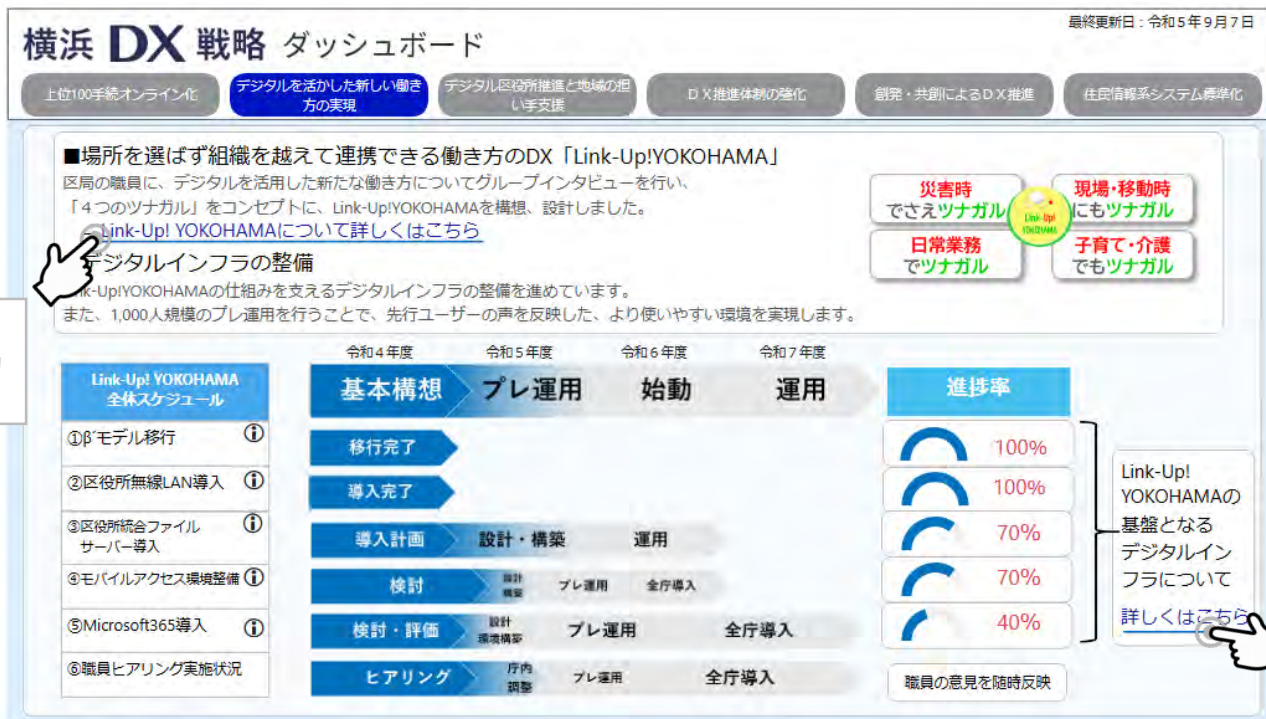 最終更新日：令和5年9月7日
横浜 DX 戦略 ダッシュボード
上位100手続オンライン化
デジタルを活かした新しい働き
方の実現
デジタル区役所推進と地域の担
い手支援
DX推進体制の強化
創発・共創によるDX推進
住民情報系システム標準化
■場所を選ばず組織を越えて連携できる働き方のDX「Link-Up!YOKOHAMA」
区局の職員に、デジタルを活用した新たな働き方についてグループインタビューを行い、
「4つのツナガル」をコンセプトに、Link-Up!YOKOHAMAを構想、設計しました。
Link-Up! YOKOHAMAについて詳しくはこちら
デジタルインフラの整備
Link-Up!YOKOHAMAの仕組みを支えるデジタルインフラの整備を進めています。
また、1,000人規模のプレ運用を行うことで、先行ユーザーの声を反映した、より使いやすい環境を実現します。
災害時
でさえツナガル
現場・移動時
にもツナガル
Link-Up!
YOKOHAMA
日常業務
でツナガル
子育て・介護
でもツナガル
令和4年度
令和5年度
令和6年度
令和7年度
Link-Up! YOKOHAMA
全体スケジュール
基本構想
プレ運用
始動
運用
進捗率
①β´モデル移行
移行完了
100%
②区役所無線LAN導入
導入完了
100%
③区役所統合ファイル
サーバー導入
導入計画
設計・構築
運用
70%
④モバイルアクセス環境整備
検討
設計
構築
プレ運用
全庁導入
70%
⑤Microsoft365導入
検討・評価
設計
環境構築
プレ運用
全庁導入
40%
⑥職員ヒアリング実施状況
ヒアリング
庁内
調整
プレ運用
全庁導入
職員の意見を随時反映
Link-Up!
YOKOHAMAの
基盤となる
デジタルイン
フラについて
詳しくはこちら